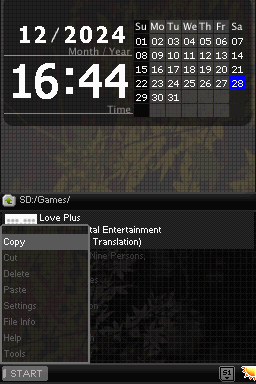 12/2024
Month / Year
16:44
Time
Su Mo Tu We Th Fr Sa
01 02 03 04 05 06 07
08 09 10 11 12 13 14
15 16 17 18 19 20 21
22 23 24 25 26 27 28
29 30 31
SD:/Games/
Love Plus
tal Entertainment
Translation)
Nine Persons,
Copy
Cut
Delete
Paste
Settings
File Info
Help
Tools
START